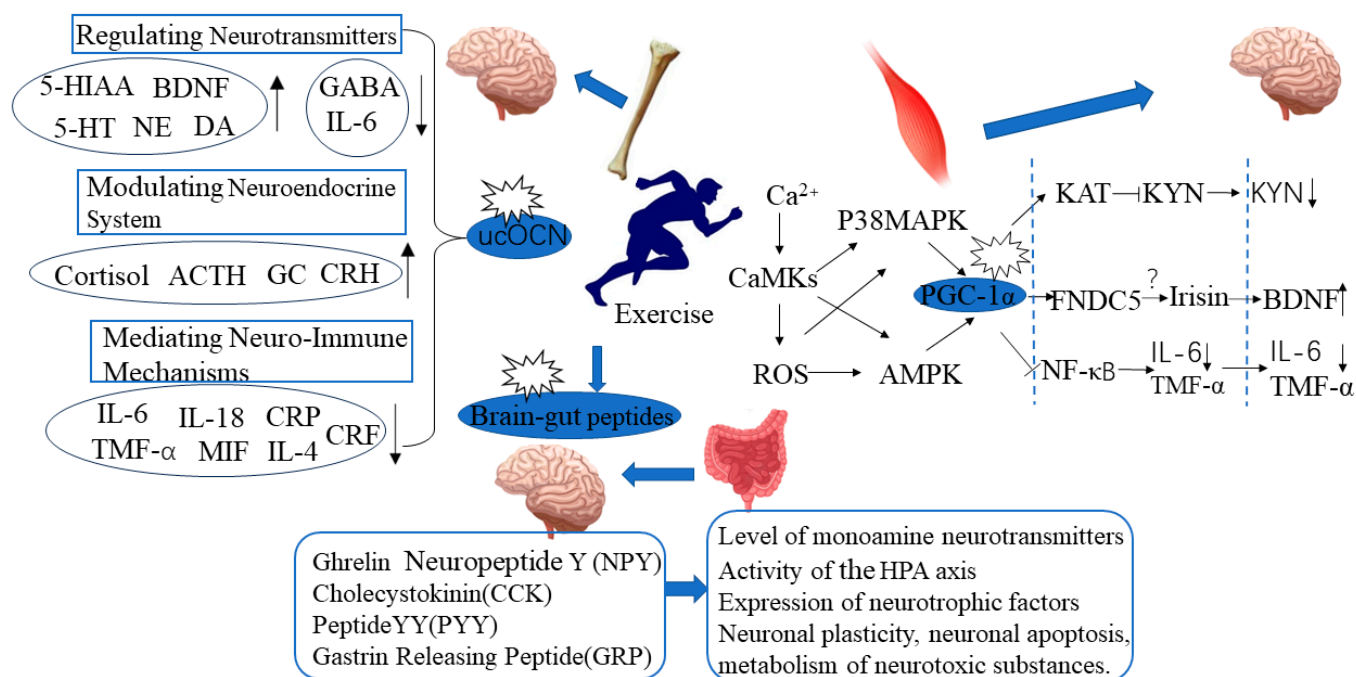 Regulating Neurotransmitters
5-HIAA BDNF
5-HT NE DA
GABA
IL-6
Modulating Neuroendocrine
System
Cortisol ACTH GC CRH
Mediating Neuro-Immune
Mechanisms
IL-6 IL-18 CRP
CRF
TMF-α MIF IL-4
ucOCN
Exercise
Brain-gut peptides
Ca²⁺
CaMKs
ROS
P38MAPK
AMPK
PGC-1α
KAT KYN KYN
FNDC5 ? Irisin BDNF
NF-κB
IL-6
TMF-α
IL-6
TMF-α
Ghrelin Neuropeptide Y (NPY)
Cholecystokinin(CCK)
PeptideYY(PYY)
Gastrin Releasing Peptide(GRP)
Level of monoamine neurotransmitters
Activity of the HPA axis
Expression of neurotrophic factors
Neuronal plasticity, neuronal apoptosis,
metabolism of neurotoxic substances.